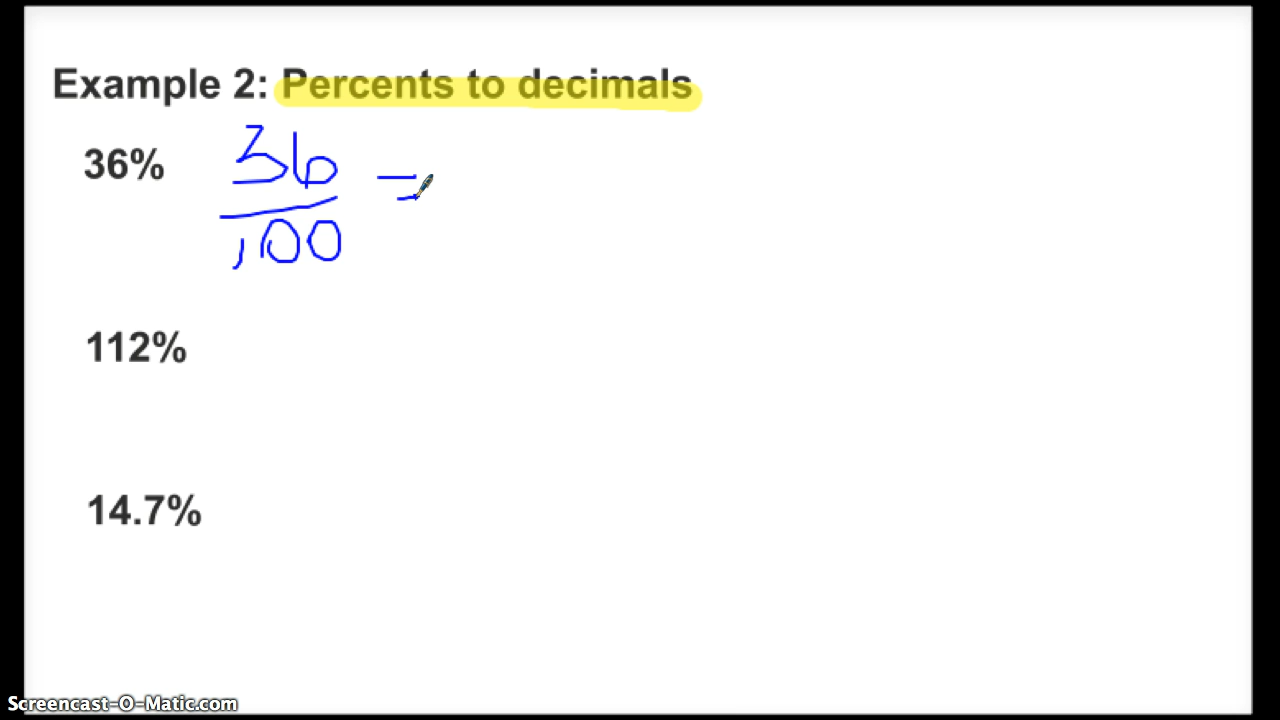 Example 2: Percents to decimals
36% 36/100 =
112%
14.7%
Screencast-O-Matic.com